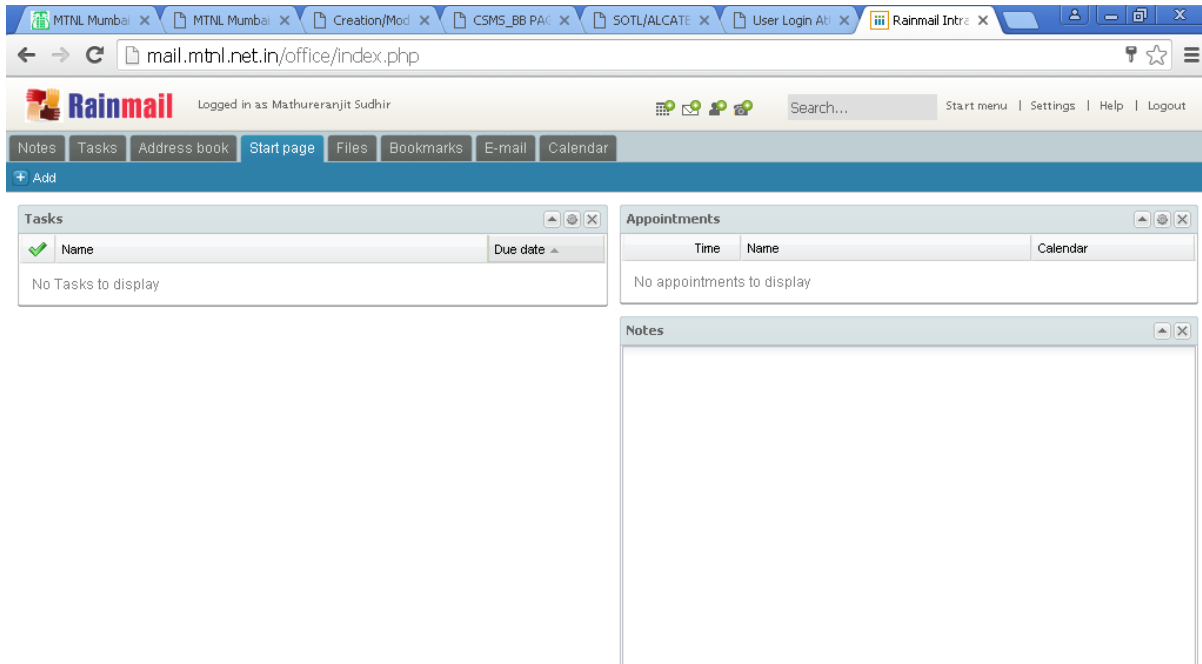 MTNL Mumbai MTNL Mumbai Creation/Mod CSMS_BB PAG SOTL/ALCATE User Login Att Rainmail Intra
mail.mtnl.net.in/office/index.php
Rainmail Logged in as Mathureranjit Sudhir Search... Start menu | Settings | Help | Logout
Notes Tasks Address book Start page Files Bookmarks E-mail Calendar
Add
Tasks
Name Due date
No Tasks to display
Appointments
Time Name Calendar
No appointments to display
Notes